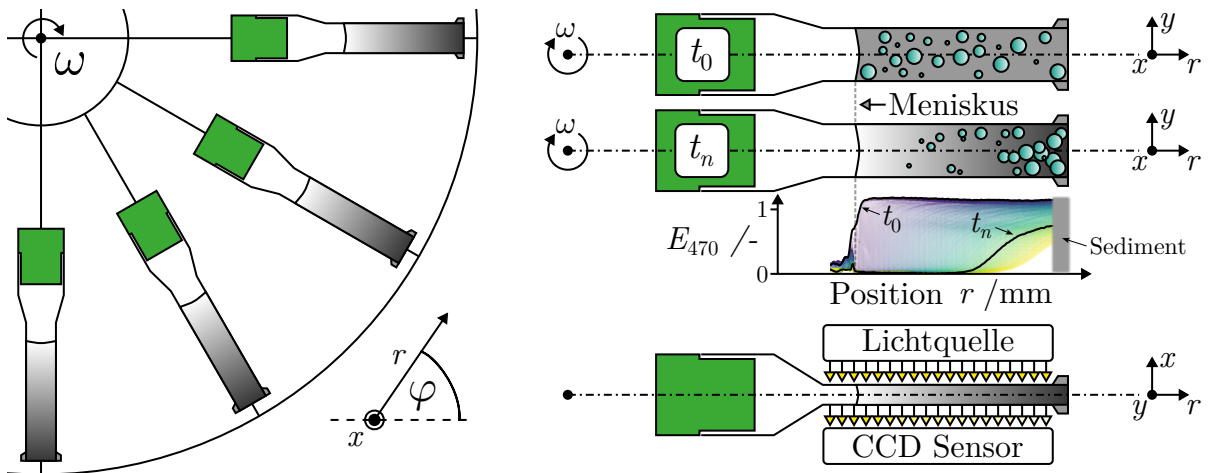 ω
r
φ
x
ω
t₀
y
x
r
Meniskus
ω
tₙ
y
x
r
1
E₄₇₀ /-
0
t₀
tₙ
Sediment
Position r /mm
Lichtquelle
x
y
r
CCD Sensor